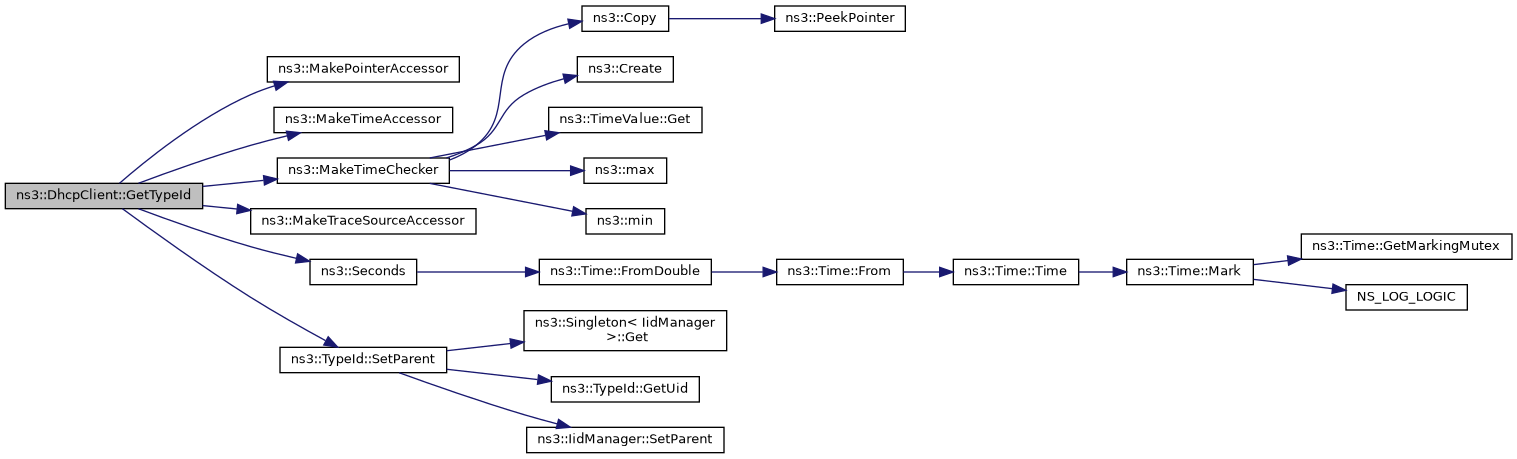 ns3::Copy
ns3::PeekPointer
ns3::MakePointerAccessor
ns3::Create
ns3::MakeTimeAccessor
ns3::TimeValue::Get
ns3::MakeTimeChecker
ns3::max
ns3::DhcpClient::GetTypeId
ns3::MakeTraceSourceAccessor
ns3::min
ns3::Time::GetMarkingMutex
ns3::Seconds
ns3::Time::FromDouble
ns3::Time::From
ns3::Time::Time
ns3::Time::Mark
NS_LOG_LOGIC
ns3::Singleton< IidManager
>::Get
ns3::TypeId::SetParent
ns3::TypeId::GetUid
ns3::IidManager::SetParent